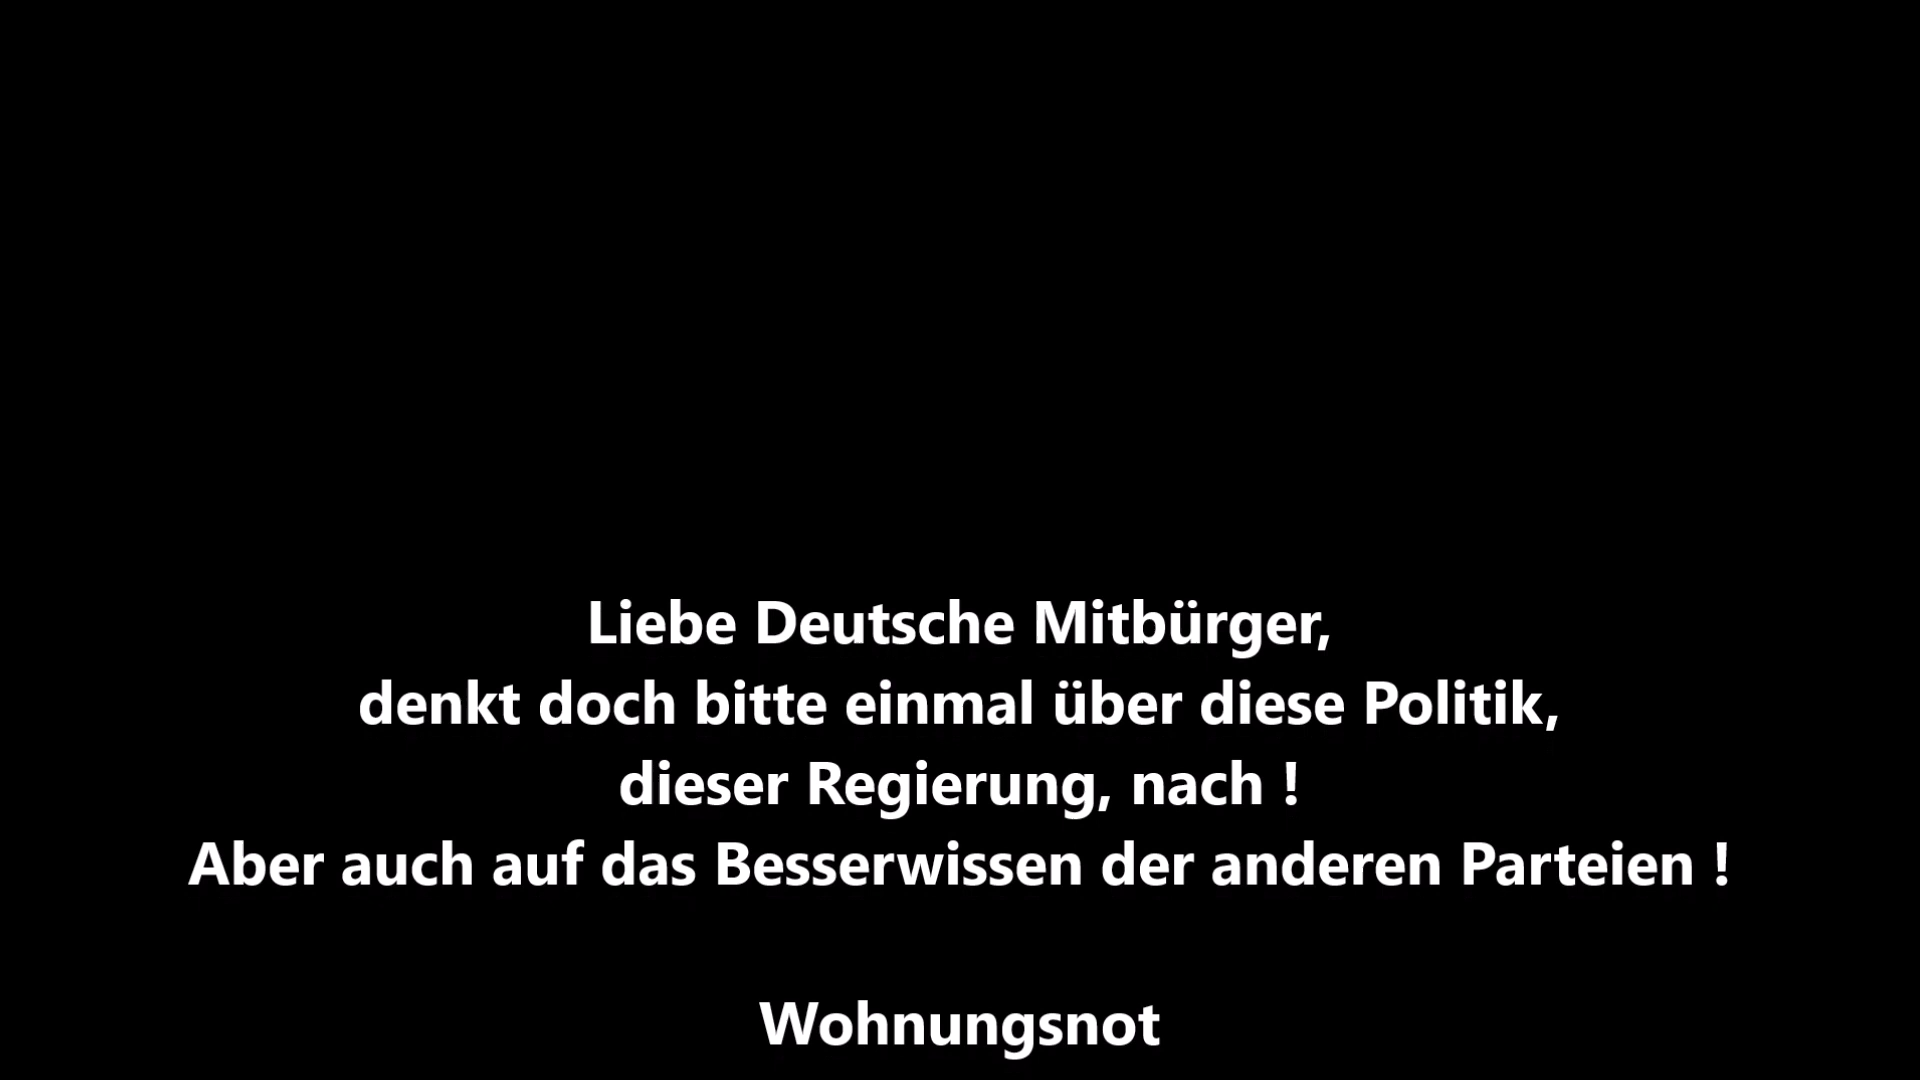 Liebe Deutsche Mitbürger,
denkt doch bitte einmal über diese Politik,
dieser Regierung, nach !
Aber auch auf das Besserwissen der anderen Parteien !
Wohnungsnot